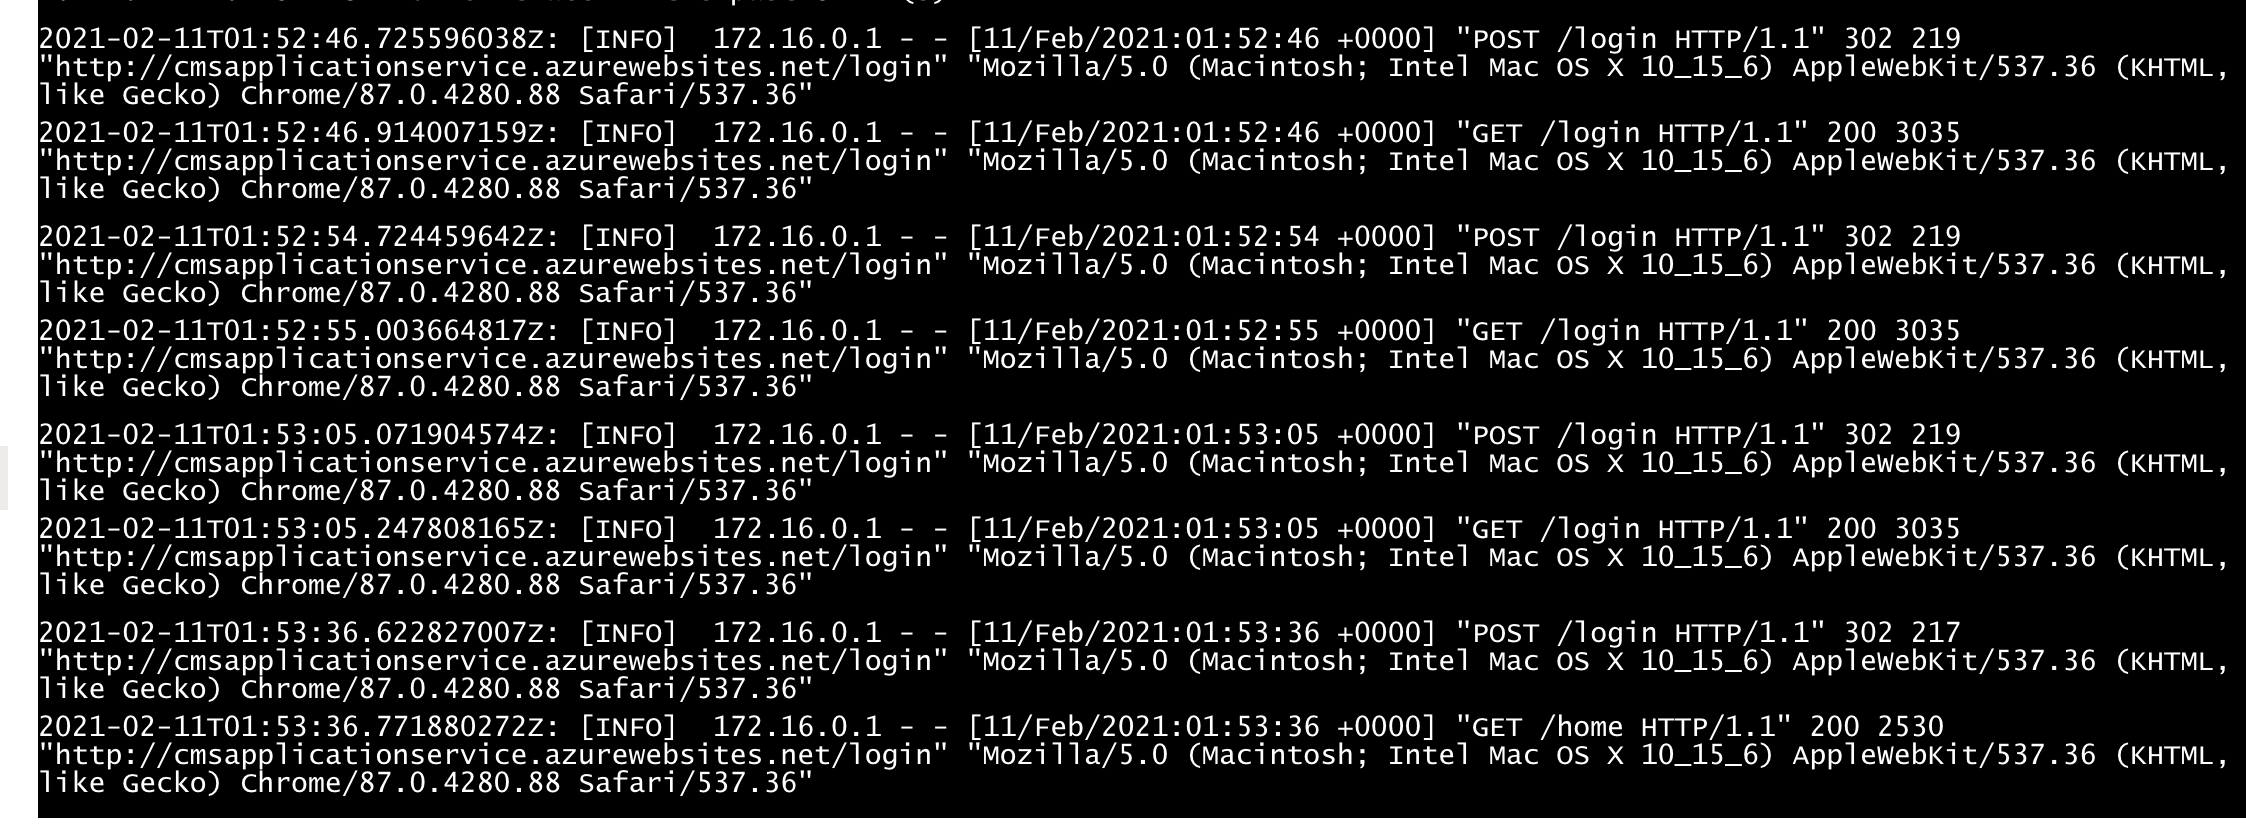 2021-02-11T01:52:46.725596038Z: [INFO]  172.16.0.1 - - [11/Feb/2021:01:52:46 +0000] "POST /login HTTP/1.1" 302 219
"http://cmsapplicationservice.azurewebsites.net/login" "Mozilla/5.0 (Macintosh; Intel Mac OS X 10_15_6) AppleWebKit/537.36 (KHTML,
like Gecko) Chrome/87.0.4280.88 Safari/537.36"
2021-02-11T01:52:46.914007159Z: [INFO]  172.16.0.1 - - [11/Feb/2021:01:52:46 +0000] "GET /login HTTP/1.1" 200 3035
"http://cmsapplicationservice.azurewebsites.net/login" "Mozilla/5.0 (Macintosh; Intel Mac OS X 10_15_6) AppleWebKit/537.36 (KHTML,
like Gecko) Chrome/87.0.4280.88 Safari/537.36"
2021-02-11T01:52:54.724459642Z: [INFO]  172.16.0.1 - - [11/Feb/2021:01:52:54 +0000] "POST /login HTTP/1.1" 302 219
"http://cmsapplicationservice.azurewebsites.net/login" "Mozilla/5.0 (Macintosh; Intel Mac OS X 10_15_6) AppleWebKit/537.36 (KHTML,
like Gecko) Chrome/87.0.4280.88 Safari/537.36"
2021-02-11T01:52:55.003664817Z: [INFO]  172.16.0.1 - - [11/Feb/2021:01:52:55 +0000] "GET /login HTTP/1.1" 200 3035
"http://cmsapplicationservice.azurewebsites.net/login" "Mozilla/5.0 (Macintosh; Intel Mac OS X 10_15_6) AppleWebKit/537.36 (KHTML,
like Gecko) Chrome/87.0.4280.88 Safari/537.36"
2021-02-11T01:53:05.071904574Z: [INFO]  172.16.0.1 - - [11/Feb/2021:01:53:05 +0000] "POST /login HTTP/1.1" 302 219
"http://cmsapplicationservice.azurewebsites.net/login" "Mozilla/5.0 (Macintosh; Intel Mac OS X 10_15_6) AppleWebKit/537.36 (KHTML,
like Gecko) Chrome/87.0.4280.88 Safari/537.36"
2021-02-11T01:53:05.247808165Z: [INFO]  172.16.0.1 - - [11/Feb/2021:01:53:05 +0000] "GET /login HTTP/1.1" 200 3035
"http://cmsapplicationservice.azurewebsites.net/login" "Mozilla/5.0 (Macintosh; Intel Mac OS X 10_15_6) AppleWebKit/537.36 (KHTML,
like Gecko) Chrome/87.0.4280.88 Safari/537.36"
2021-02-11T01:53:36.622827007Z: [INFO]  172.16.0.1 - - [11/Feb/2021:01:53:36 +0000] "POST /login HTTP/1.1" 302 217
"http://cmsapplicationservice.azurewebsites.net/login" "Mozilla/5.0 (Macintosh; Intel Mac OS X 10_15_6) AppleWebKit/537.36 (KHTML,
like Gecko) Chrome/87.0.4280.88 Safari/537.36"
2021-02-11T01:53:36.771880272Z: [INFO]  172.16.0.1 - - [11/Feb/2021:01:53:36 +0000] "GET /home HTTP/1.1" 200 2530
"http://cmsapplicationservice.azurewebsites.net/login" "Mozilla/5.0 (Macintosh; Intel Mac OS X 10_15_6) AppleWebKit/537.36 (KHTML,
like Gecko) Chrome/87.0.4280.88 Safari/537.36"